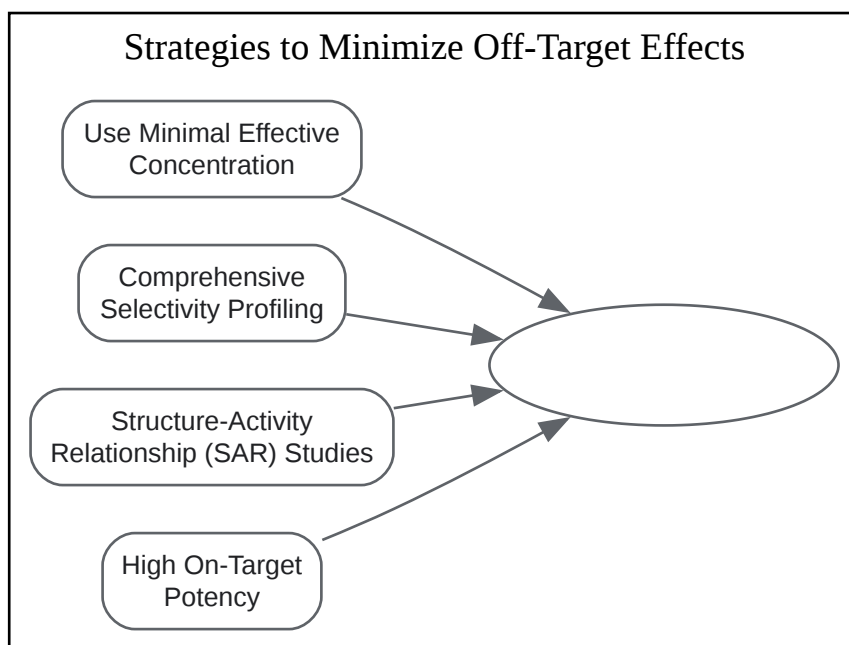 Strategies to Minimize Off-Target Effects
Use Minimal Effective
Concentration
Comprehensive
Selectivity Profiling
Structure-Activity
Relationship (SAR) Studies
High On-Target
Potency